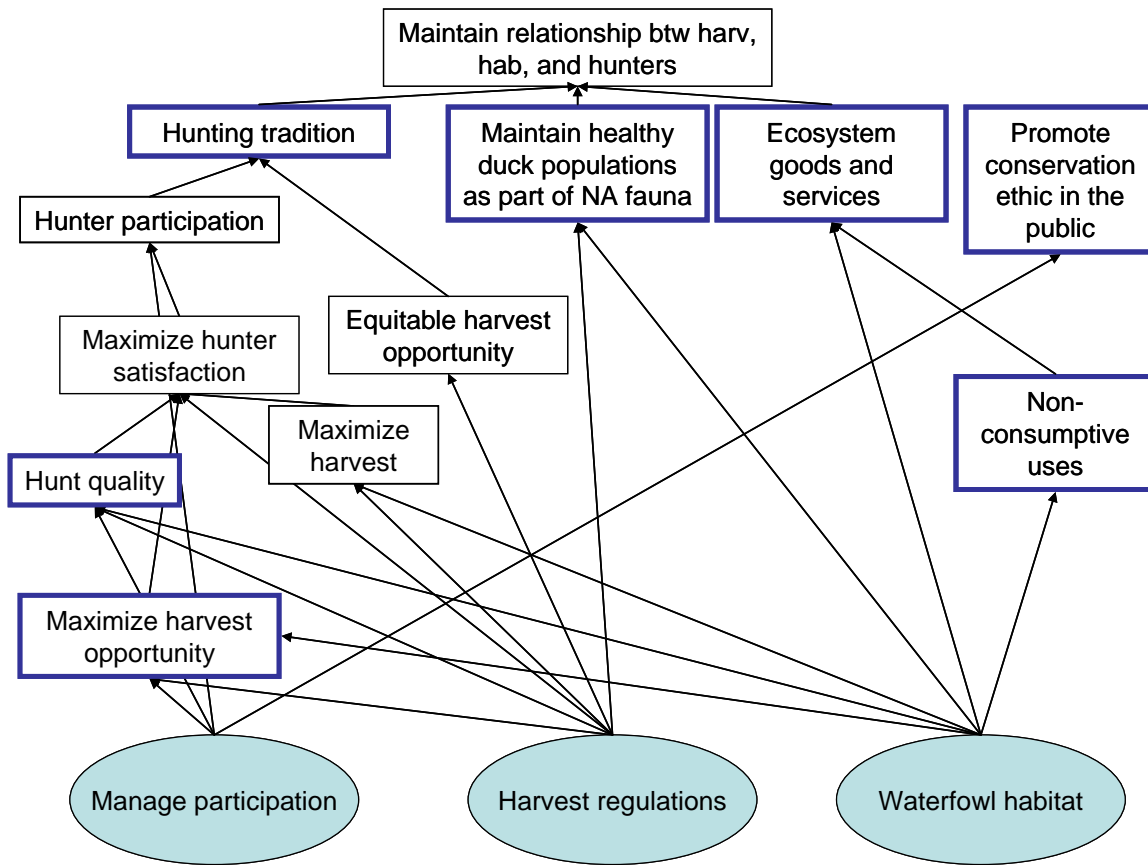 Maintain relationship btw harv,
hab, and hunters
Hunting tradition
Maintain healthy
duck populations
as part of NA fauna
Ecosystem
goods and
services
Promote
conservation
ethic in the
public
Hunter participation
Maximize hunter
satisfaction
Equitable harvest
opportunity
Maximize
harvest
Non-
consumptive
uses
Hunt quality
Maximize harvest
opportunity
Manage participation
Harvest regulations
Waterfowl habitat